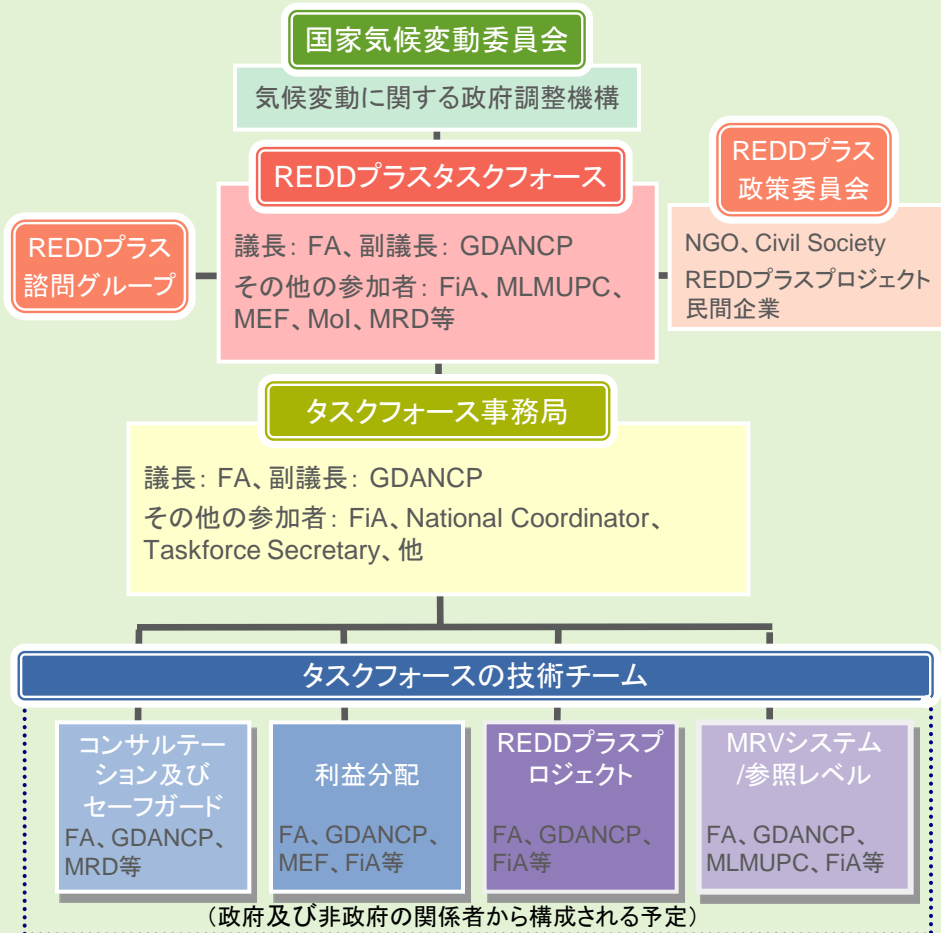 国家気候変動委員会
気候変動に関する政府調整機構
REDDプラスタスクフォース
議長： FA、副議長： GDANCP
その他の参加者： FiA、MLMUPC、
MEF、MoI、MRD等
REDDプラス
諮問グループ
REDDプラス
政策委員会
NGO、Civil Society
REDDプラスプロジェクト
民間企業
タスクフォース事務局
議長： FA、副議長： GDANCP
その他の参加者： FiA、National Coordinator、
Taskforce Secretary、他
タスクフォースの技術チーム
コンサルテー
ション及び
セーフガード
FA、GDANCP、
MRD等
利益分配
FA、GDANCP、
MEF、FiA等
REDDプラスプ
ロジェクト
FA、GDANCP、
FiA等
MRVシステム
/参照レベル
FA、GDANCP、
MLMUPC、FiA等
（政府及び非政府の関係者から構成される予定）